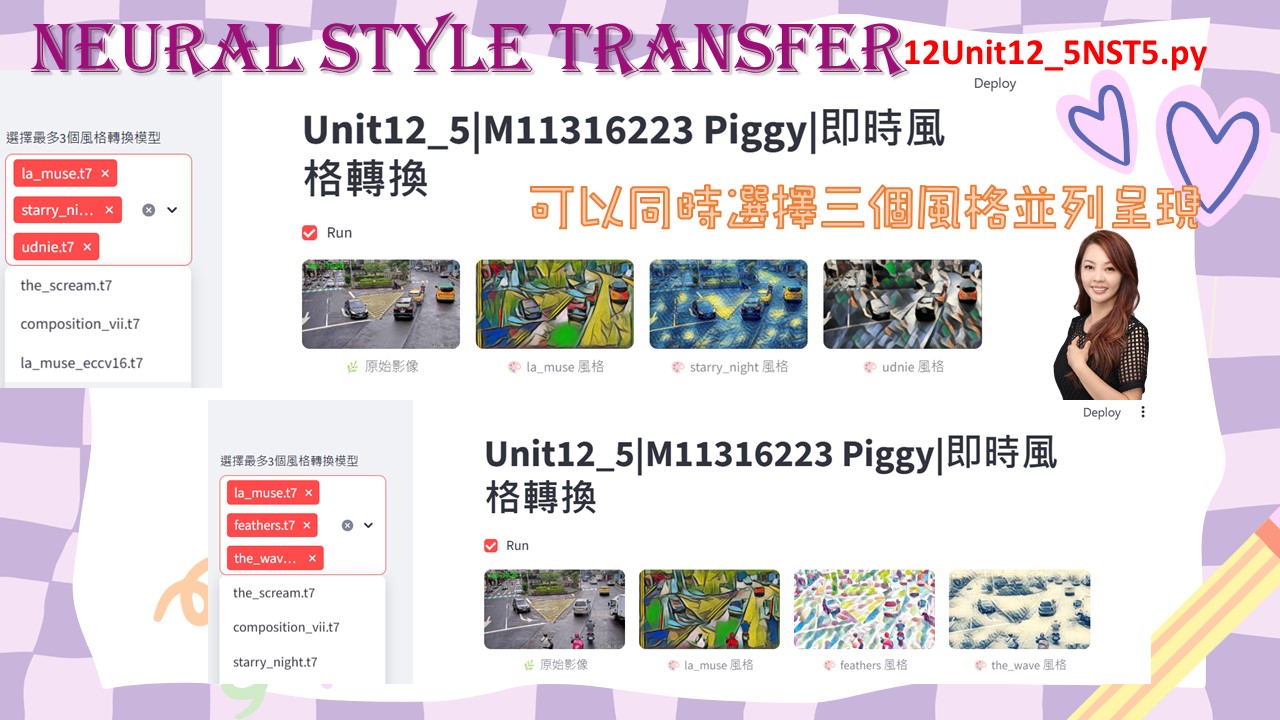 NEURAL STYLE TRANSFER
12Unit12_5NST5.py
Deploy
選擇最多3個風格轉換模型
la_muse.t7
starry_ni...
udnie.t7
the_scream.t7
composition_vii.t7
la_muse_eccv16.t7
Unit12_5|M11316223 Piggy|即時風
格轉換
可以同時選擇三個風格並列呈現
Run
原始影像
la_muse 風格
starry_night 風格
udnie 風格
Deploy
選擇最多3個風格轉換模型
la_muse.t7
feathers.t7
the_wav...
the_scream.t7
composition_vii.t7
starry_night.t7
Unit12_5|M11316223 Piggy|即時風
格轉換
Run
原始影像
la_muse 風格
feathers 風格
the_wave 風格